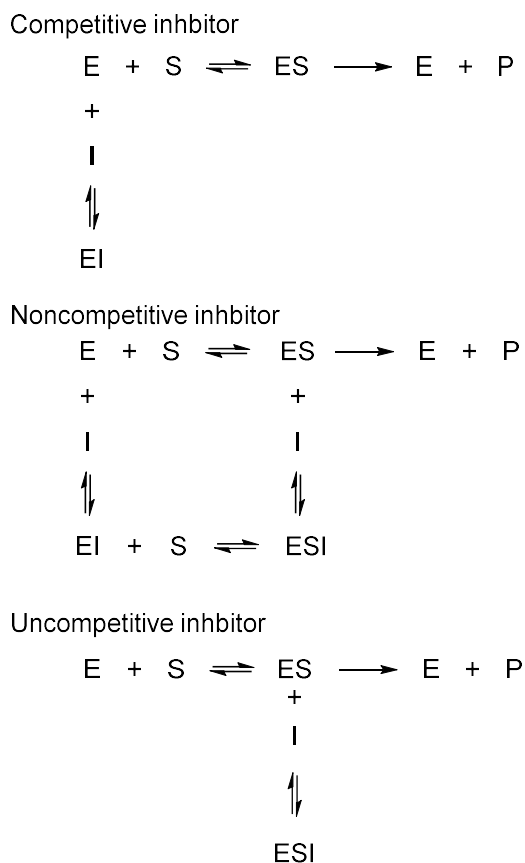 Competitive inhbitor
E + S ⇌ ES → E + P
+
I
⇌
EI
Noncompetitive inhbitor
E + S ⇌ ES → E + P
+ +
I I
⇌ ⇌
EI + S ⇌ ESI
Uncompetitive inhbitor
E + S ⇌ ES → E + P
+
I
⇌
ESI